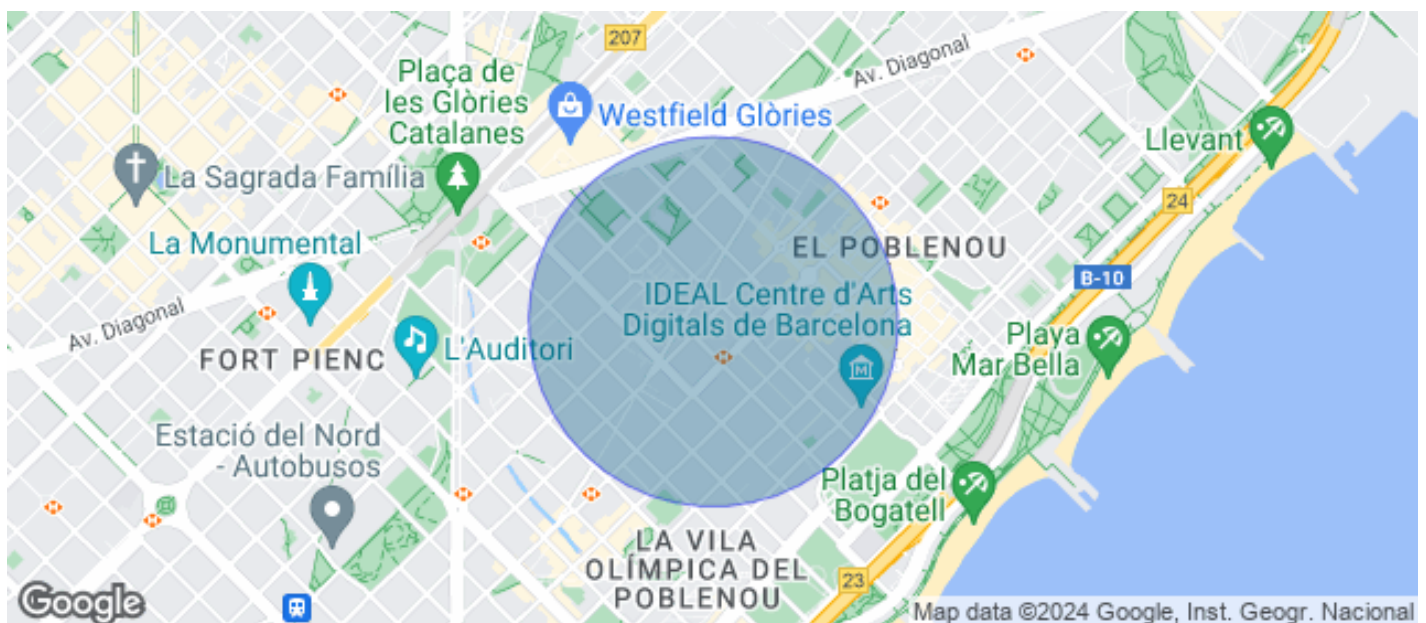 207
Av. Diagonal
Plaça de
les Glòries
Catalanes
Westfield Glòries
Llevant
La Sagrada Família
24
La Monumental
EL POBLENOU
B-10
IDEAL Centre d'Arts
Digitals de Barcelona
Av. Diagonal
Playa
Mar Bella
FORT PIENC
L'Auditori
M
Estació del Nord
- Autobusos
Platja del
Bogatell
LA VILA
OLÍMPICA DEL
POBLENOU
23
Google
Map data ©2024 Google, Inst. Geogr. Nacional